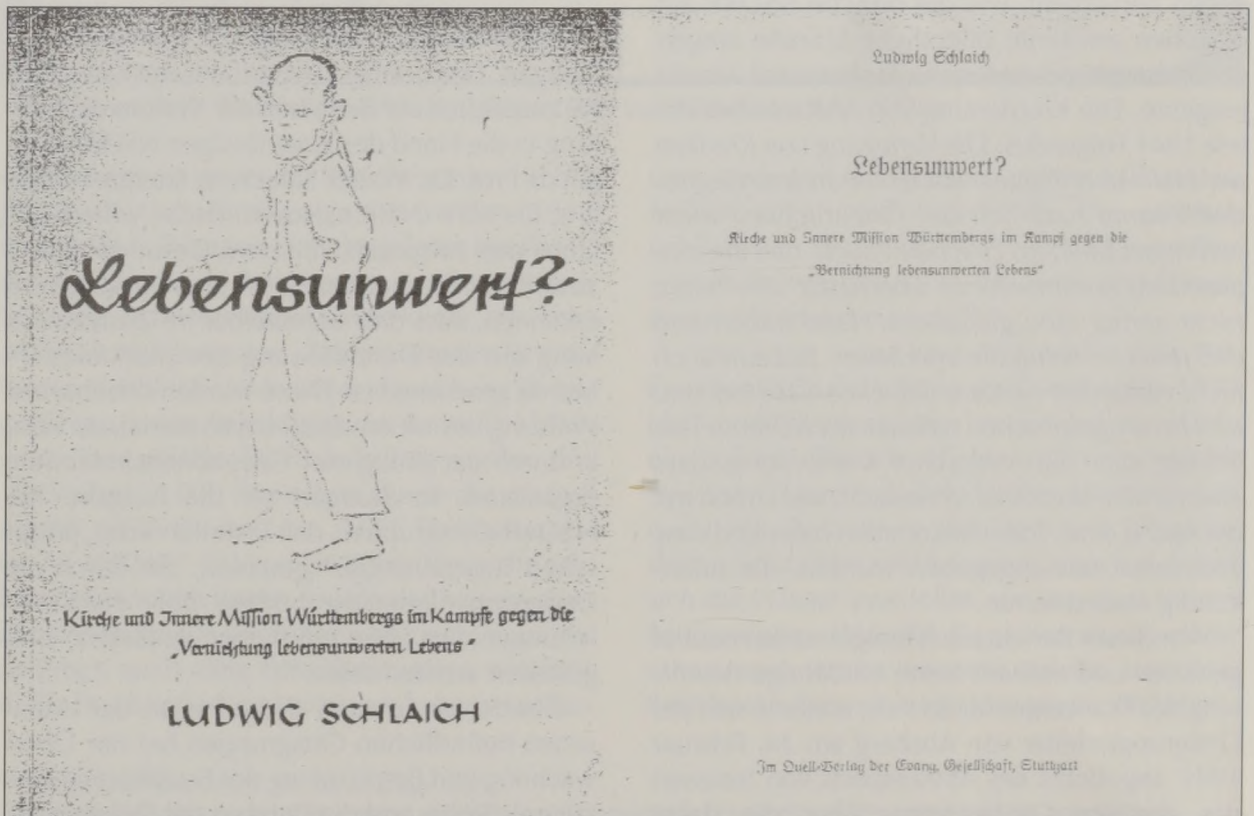 Lebensunwert?
Kirche und Innere Mission Württembergs im Kampfe gegen die
„Vernichtung lebensunwerten Lebens“
LUDWIG SCHLAICH
Ludwig Schlaich
Lebensunwert?
Kirche und Innere Mission Württembergs im Kampf gegen die
„Vernichtung lebensunwerten Lebens“
Im Quell-Verlag der Evang. Gesellschaft, Stuttgart